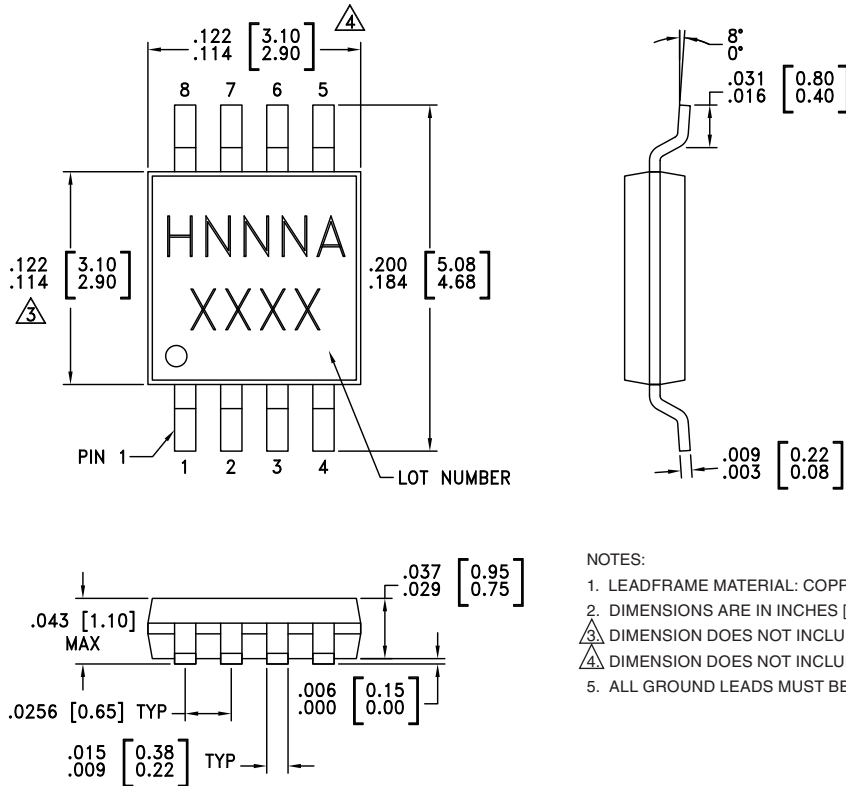 .122 [3.10]
.114 [2.90]
4
8 7 6 5
HNNNA
XXXX
.122 [3.10]
.114 [2.90]
3
.200 [5.08]
.184 [4.68]
PIN 1
1 2 3 4
LOT NUMBER
8°
0°
.031 [0.80]
.016 [0.40]
.009 [0.22]
.003 [0.08]
.043 [1.10]
MAX
.037 [0.95]
.029 [0.75]
.0256 [0.65] TYP
.006 [0.15]
.000 [0.00]
.015 [0.38]
.009 [0.22]
TYP
NOTES:
1. LEADFRAME MATERIAL:
2. DIMENSIONS ARE IN INCHES [
3. DIMENSION DOES NOT
4. DIMENSION DOES NOT
5. ALL GROUND LEADS MUST